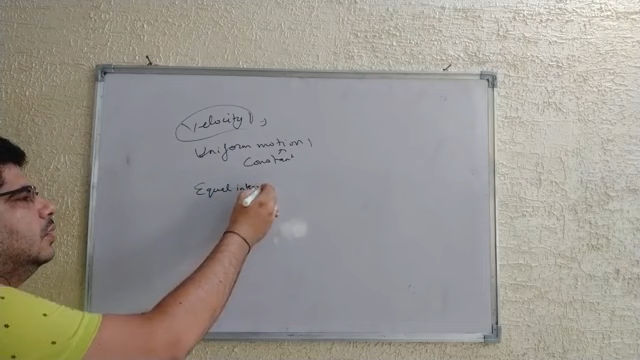 Velocity,
Uniform motion,
Constant
Equal inter